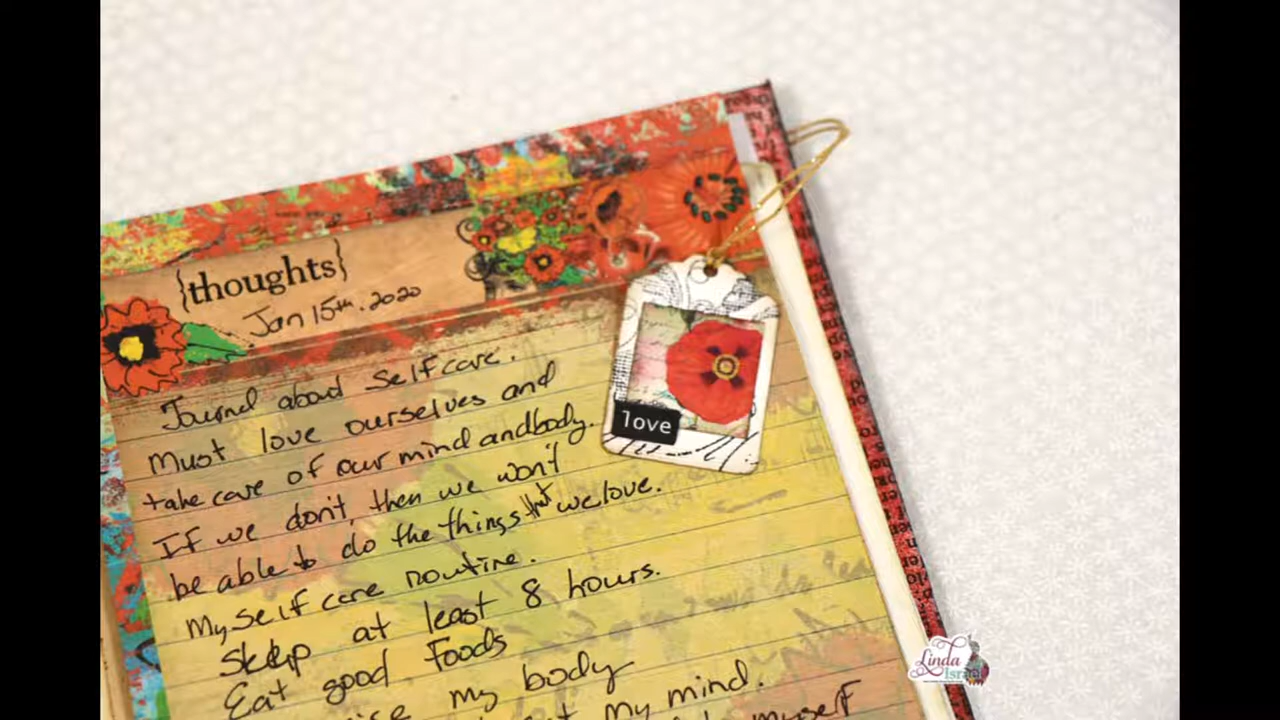 {thoughts}
Jan 15th. 2020
love
Journal about Selfcare.
Must love ourselves and
take care of our mind and body.
If we don't, then we won't
be able to do the things that we love.
My self care routine.
Sleep at least 8 hours.
Eat good foods
my body
my mind.
myself
Linda
Israel